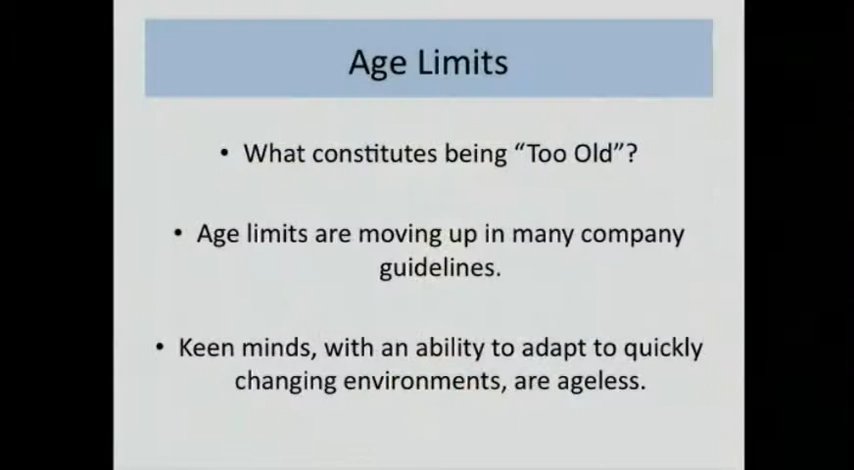 Age Limits
• What constitutes being “Too Old”?
• Age limits are moving up in many company
guidelines.
• Keen minds, with an ability to adapt to quickly
changing environments, are ageless.